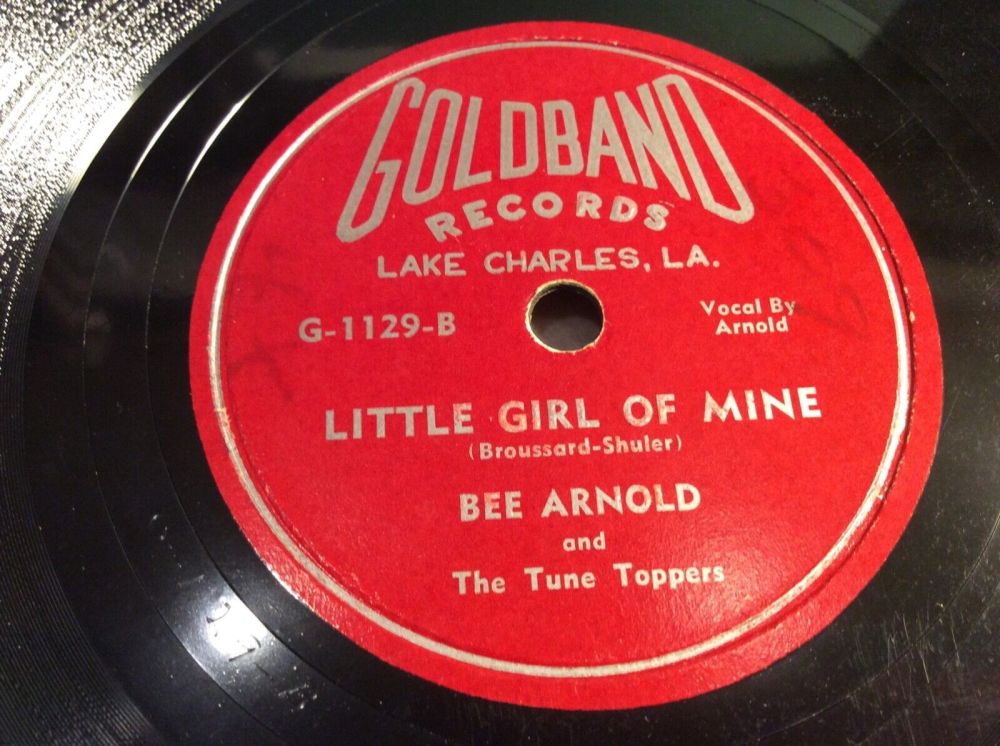 GOLDBAND
RECORDS
LAKE CHARLES, LA.
G-1129-B
Vocal By
Arnold
LITTLE GIRL OF MINE
(Broussard-Shuler)
BEE ARNOLD
and
The Tune Toppers